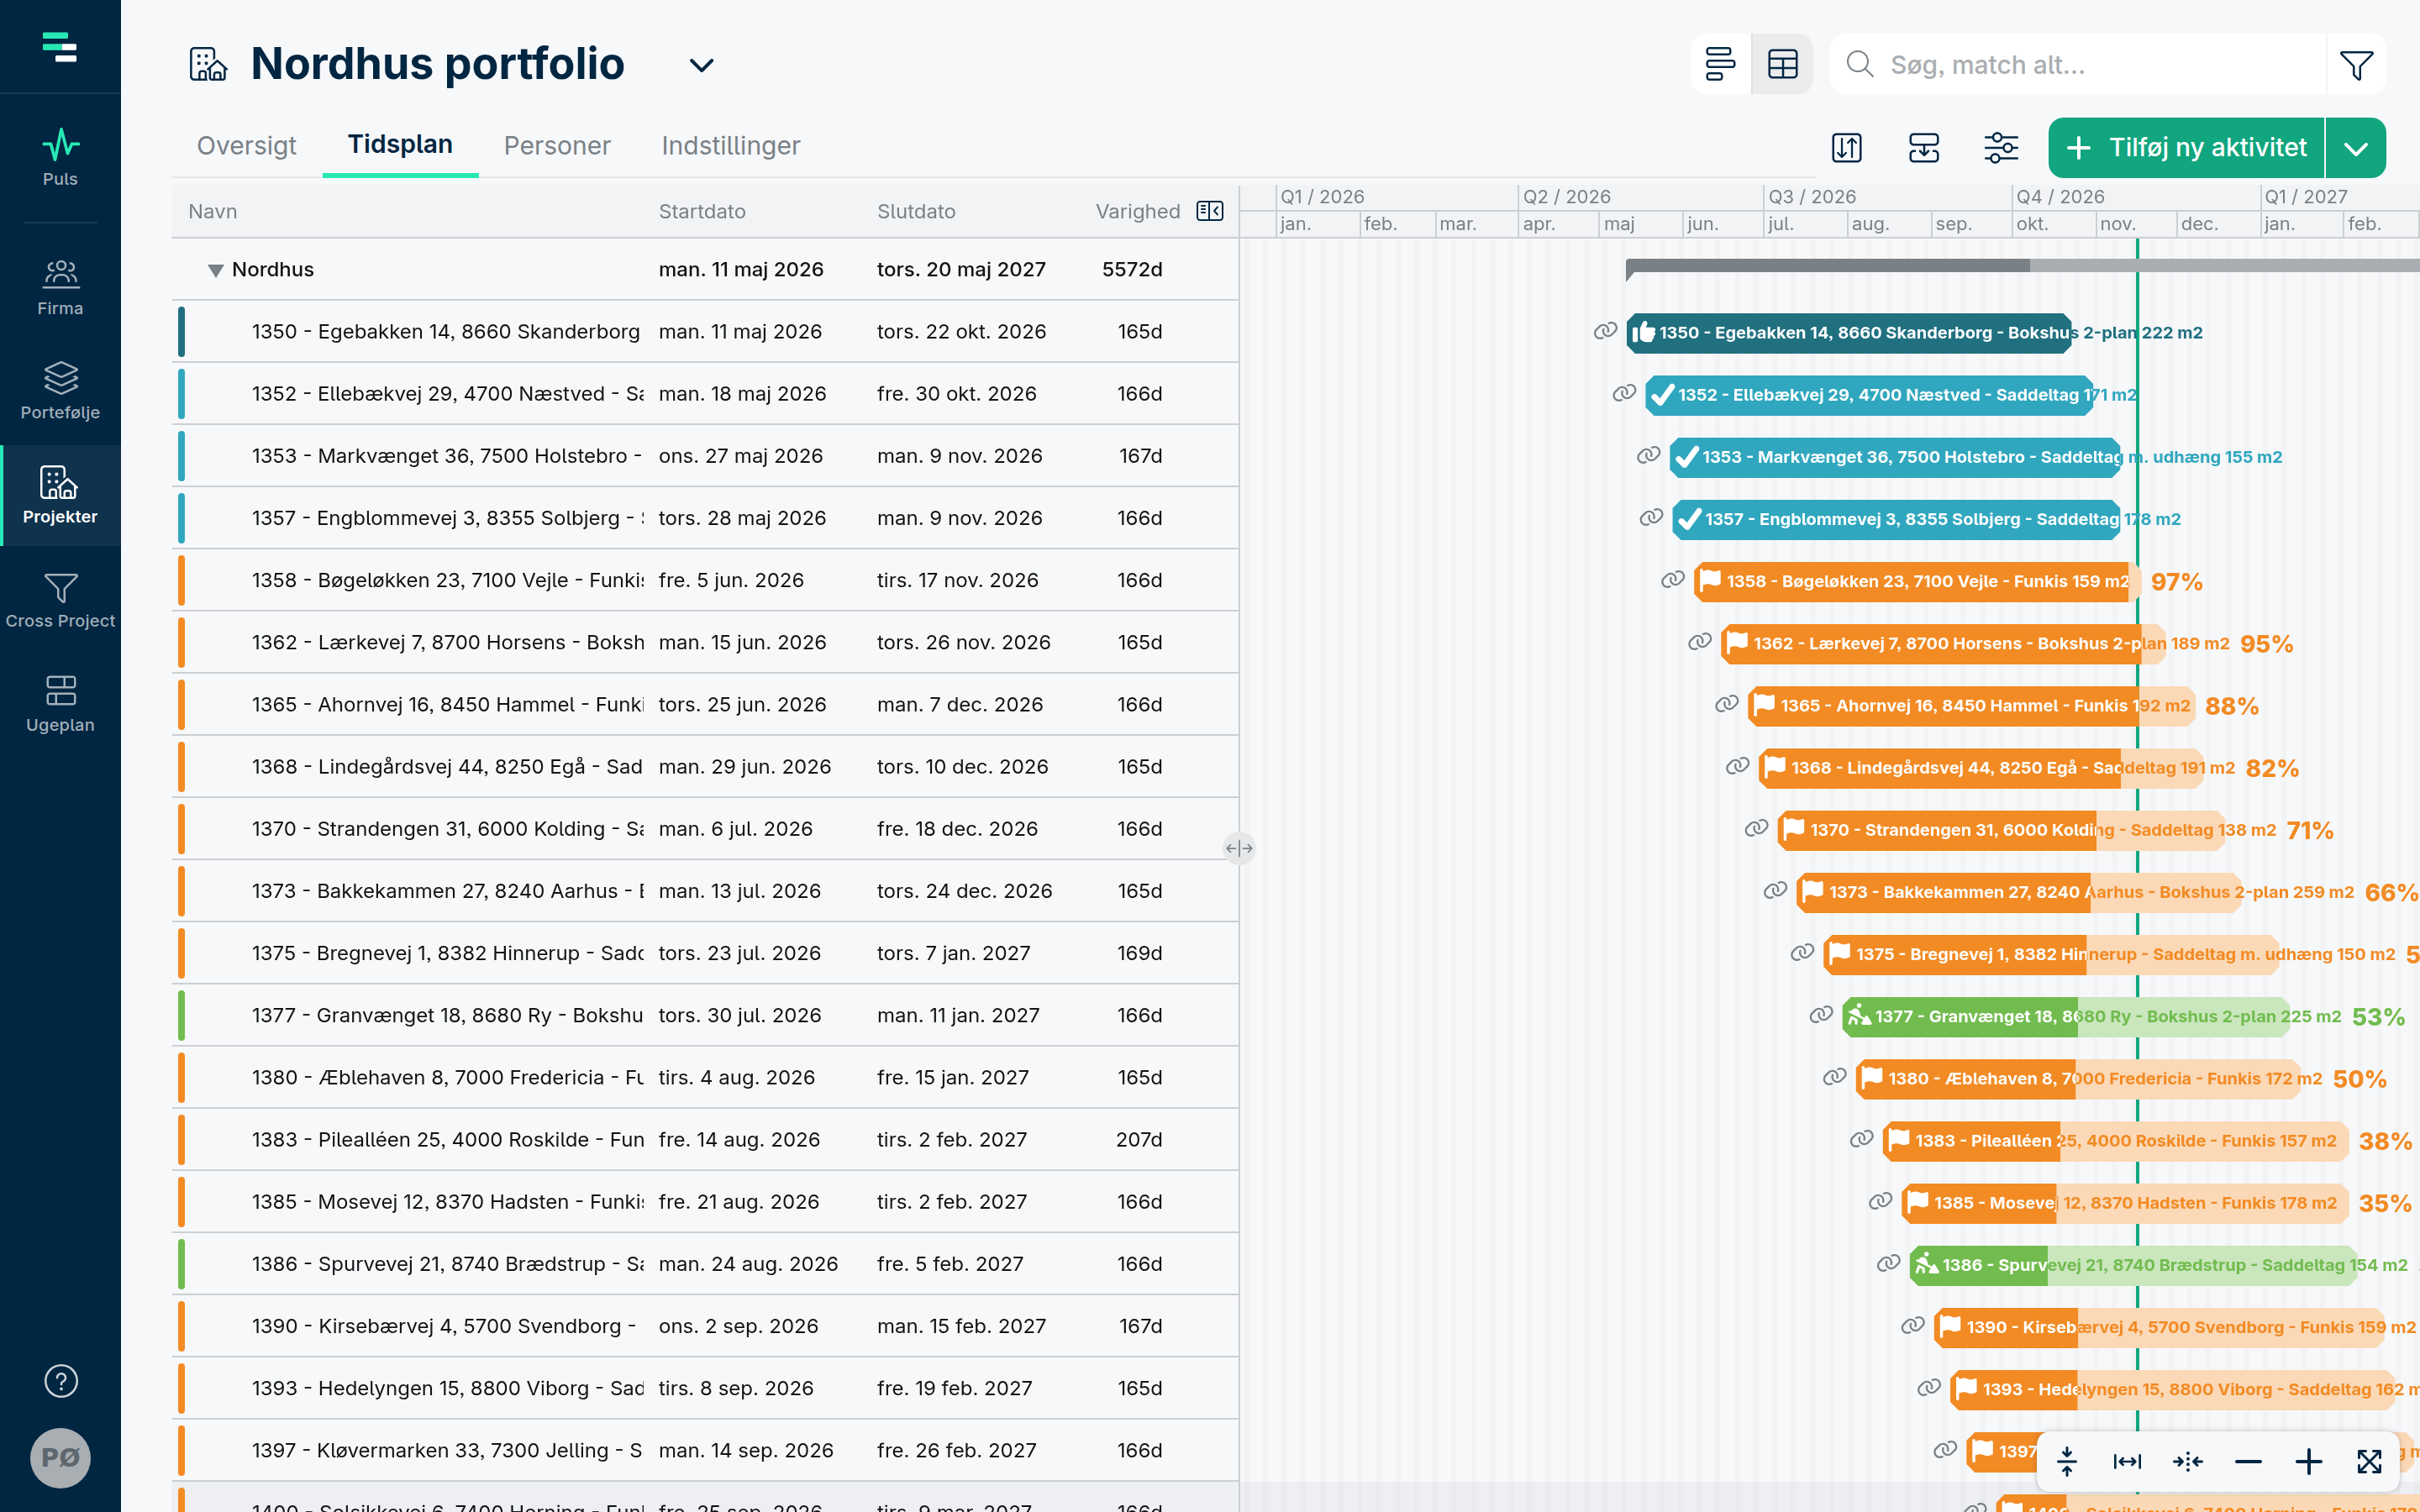 Nordhus portfolio
Søg, match alt...
Oversigt
Tidsplan
Personer
Indstillinger
Tilføj ny aktivitet
Puls
Firma
Portefølje
Projekter
Cross Project
Ugeplan
PØ
Navn Startdato Slutdato Varighed
Q1 / 2026 Q2 / 2026 Q3 / 2026 Q4 / 2026 Q1 / 2027
jan. feb. mar. apr. maj jun. jul. aug. sep. okt. nov. dec. jan. feb.
Nordhus man. 11 maj 2026 tors. 20 maj 2027 5572d
1350 - Egebakken 14, 8660 Skanderborg man. 11 maj 2026 tors. 22 okt. 2026 165d
1350 - Egebakken 14, 8660 Skanderborg - Bokshus 2-plan 222 m2
1352 - Ellebækvej 29, 4700 Næstved - Sa man. 18 maj 2026 fre. 30 okt. 2026 166d
1352 - Ellebækvej 29, 4700 Næstved - Saddeltag 171 m2
1353 - Markvænget 36, 7500 Holstebro - ons. 27 maj 2026 man. 9 nov. 2026 167d
1353 - Markvænget 36, 7500 Holstebro - Saddeltag m. udhæng 155 m2
1357 - Engblommevej 3, 8355 Solbjerg - tors. 28 maj 2026 man. 9 nov. 2026 166d
1357 - Engblommevej 3, 8355 Solbjerg - Saddeltag 178 m2
1358 - Bøgeløkken 23, 7100 Vejle - Funkis fre. 5 jun. 2026 tirs. 17 nov. 2026 166d
1358 - Bøgeløkken 23, 7100 Vejle - Funkis 159 m2 97%
1362 - Lærkevej 7, 8700 Horsens - Boksh man. 15 jun. 2026 tors. 26 nov. 2026 165d
1362 - Lærkevej 7, 8700 Horsens - Bokshus 2-plan 189 m2 95%
1365 - Ahornvej 16, 8450 Hammel - Funki tors. 25 jun. 2026 man. 7 dec. 2026 166d
1365 - Ahornvej 16, 8450 Hammel - Funkis 192 m2 88%
1368 - Lindegårdsvej 44, 8250 Egå - Sad man. 29 jun. 2026 tors. 10 dec. 2026 165d
1368 - Lindegårdsvej 44, 8250 Egå - Saddeltag 191 m2 82%
1370 - Strandengen 31, 6000 Kolding - Sa man. 6 jul. 2026 fre. 18 dec. 2026 166d
1370 - Strandengen 31, 6000 Kolding - Saddeltag 138 m2 71%
1373 - Bakkekammen 27, 8240 Aarhus - B man. 13 jul. 2026 tors. 24 dec. 2026 165d
1373 - Bakkekammen 27, 8240 Aarhus - Bokshus 2-plan 259 m2 66%
1375 - Bregnevej 1, 8382 Hinnerup - Sadd tors. 23 jul. 2026 tors. 7 jan. 2027 169d
1375 - Bregnevej 1, 8382 Hinnerup - Saddeltag m. udhæng 150 m2 5
1377 - Granvænget 18, 8680 Ry - Bokshu tors. 30 jul. 2026 man. 11 jan. 2027 166d
1377 - Granvænget 18, 8680 Ry - Bokshus 2-plan 225 m2 53%
1380 - Æblehaven 8, 7000 Fredericia - Fu tirs. 4 aug. 2026 fre. 15 jan. 2027 165d
1380 - Æblehaven 8, 7000 Fredericia - Funkis 172 m2 50%
1383 - Pilealléen 25, 4000 Roskilde - Fun fre. 14 aug. 2026 tirs. 2 feb. 2027 207d
1383 - Pilealléen 25, 4000 Roskilde - Funkis 157 m2 38%
1385 - Mosevej 12, 8370 Hadsten - Funkis fre. 21 aug. 2026 tirs. 2 feb. 2027 166d
1385 - Mosevej 12, 8370 Hadsten - Funkis 178 m2 35%
1386 - Spurvevej 21, 8740 Brædstrup - Sa man. 24 aug. 2026 fre. 5 feb. 2027 166d
1386 - Spurvevej 21, 8740 Brædstrup - Saddeltag 154 m2
1390 - Kirsebærvej 4, 5700 Svendborg - ons. 2 sep. 2026 man. 15 feb. 2027 167d
1390 - Kirsebærvej 4, 5700 Svendborg - Funkis 159 m2
1393 - Hedelyngen 15, 8800 Viborg - Sad tirs. 8 sep. 2026 fre. 19 feb. 2027 165d
1393 - Hedelyngen 15, 8800 Viborg - Saddeltag 162 m
1397 - Kløvermarken 33, 7300 Jelling - S man. 14 sep. 2026 fre. 26 feb. 2027 166d
1397
1400 - Solsikkevej 6, 7400 Herning - Funk fre. 25 sep. 2026 tirs. 9 mar. 2027 166d